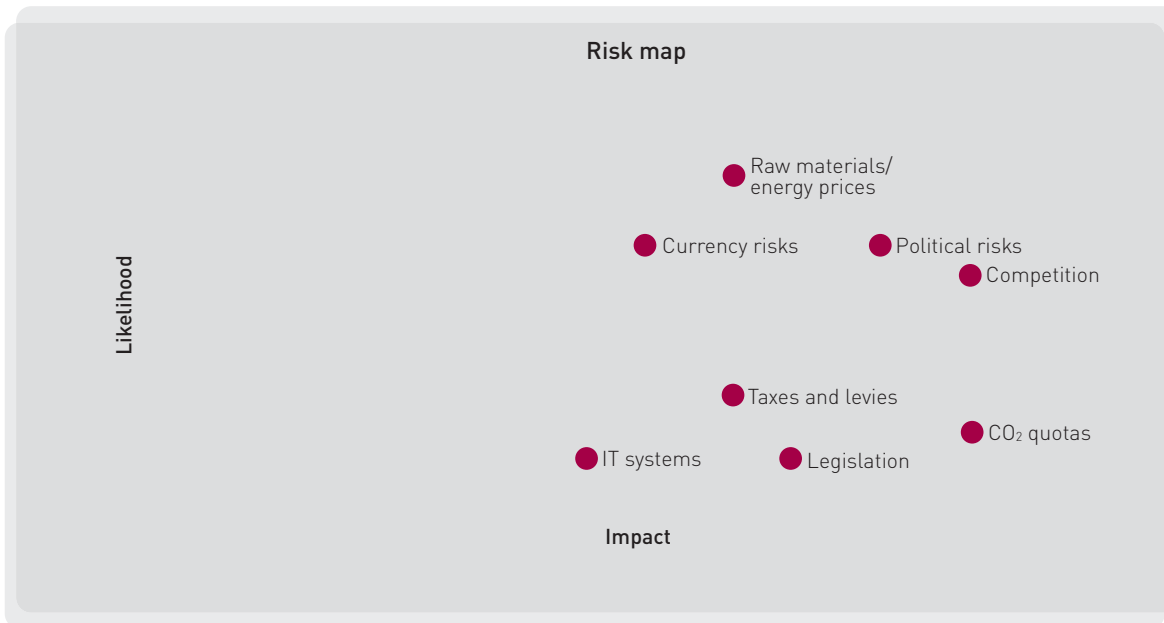 Risk map
Raw materials/
energy prices
Currency risks
Political risks
Competition
Likelihood
Taxes and levies
CO₂ quotas
IT systems
Legislation
Impact